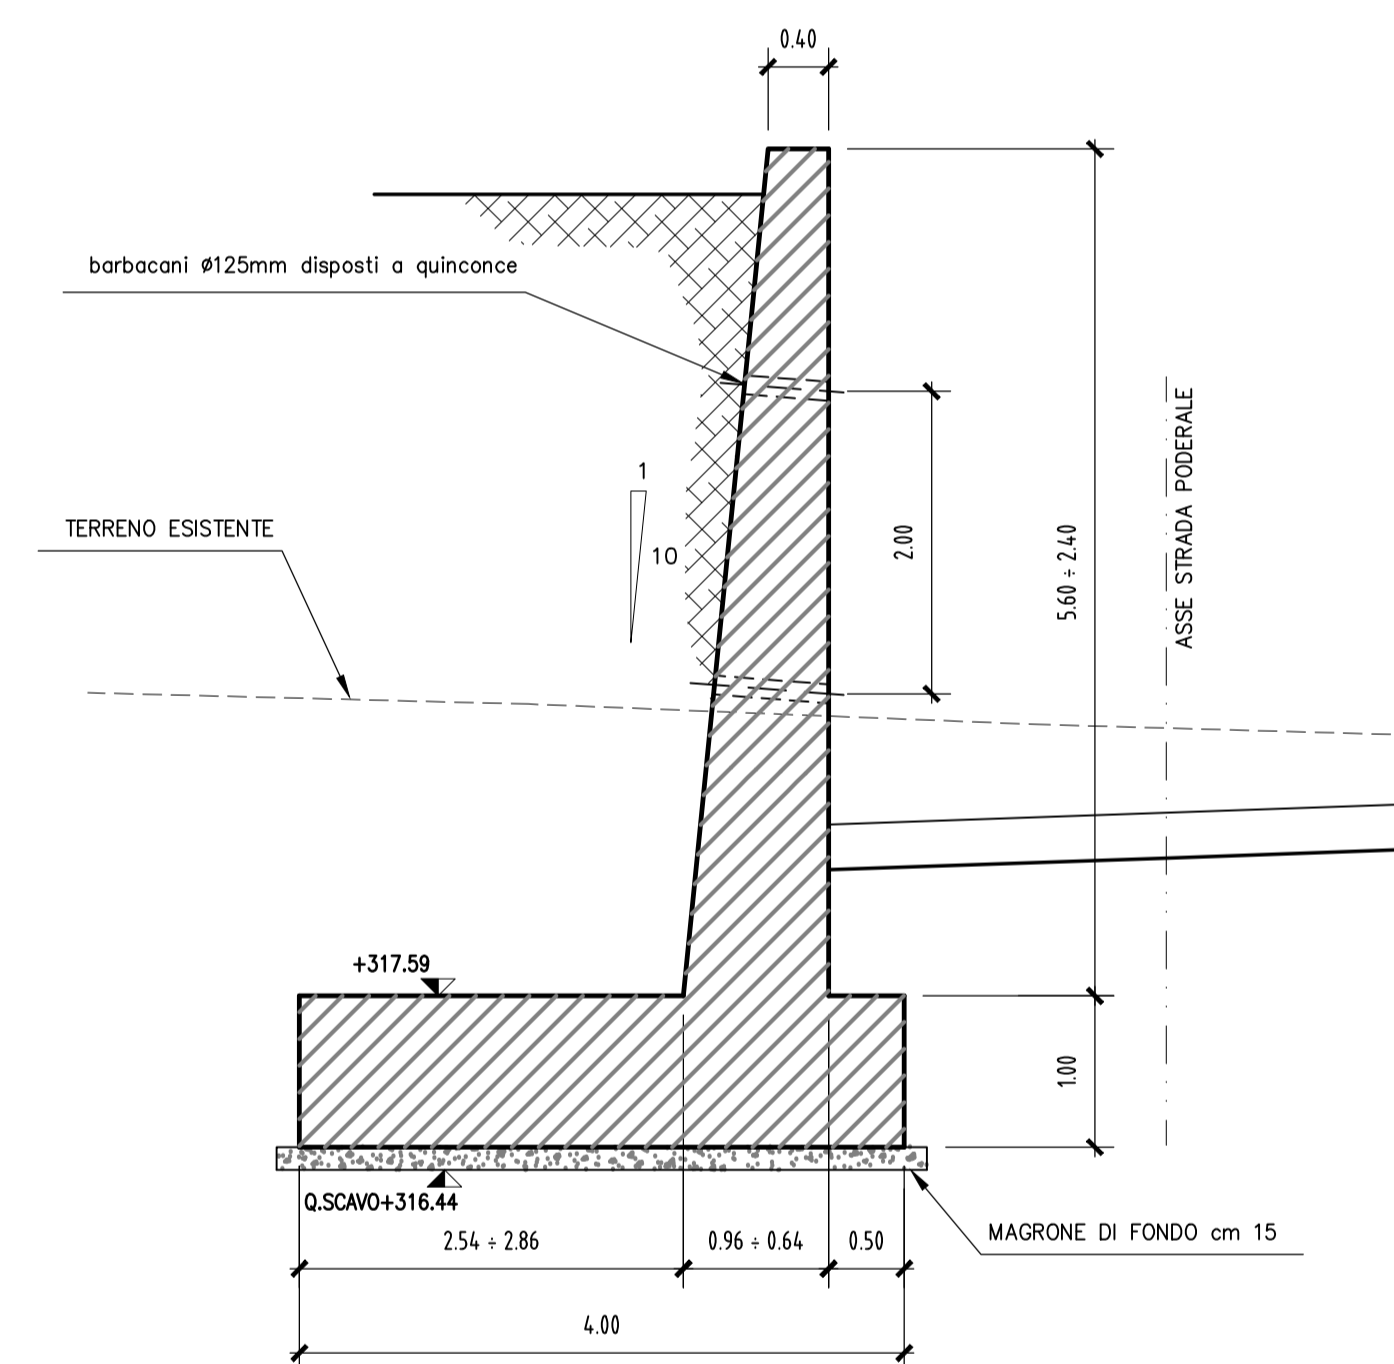 0.40
barbacani Ø125mm disposti a quinconce
1
10
TERRENO ESISTENTE
2.00
5.60 ÷ 2.40
ASSE STRADA PODERALE
+317.59
1.00
Q.SCAVO+316.44
MAGRONE DI FONDO cm 15
2.54 ÷ 2.86
0.96 ÷ 0.64
0.50
4.00